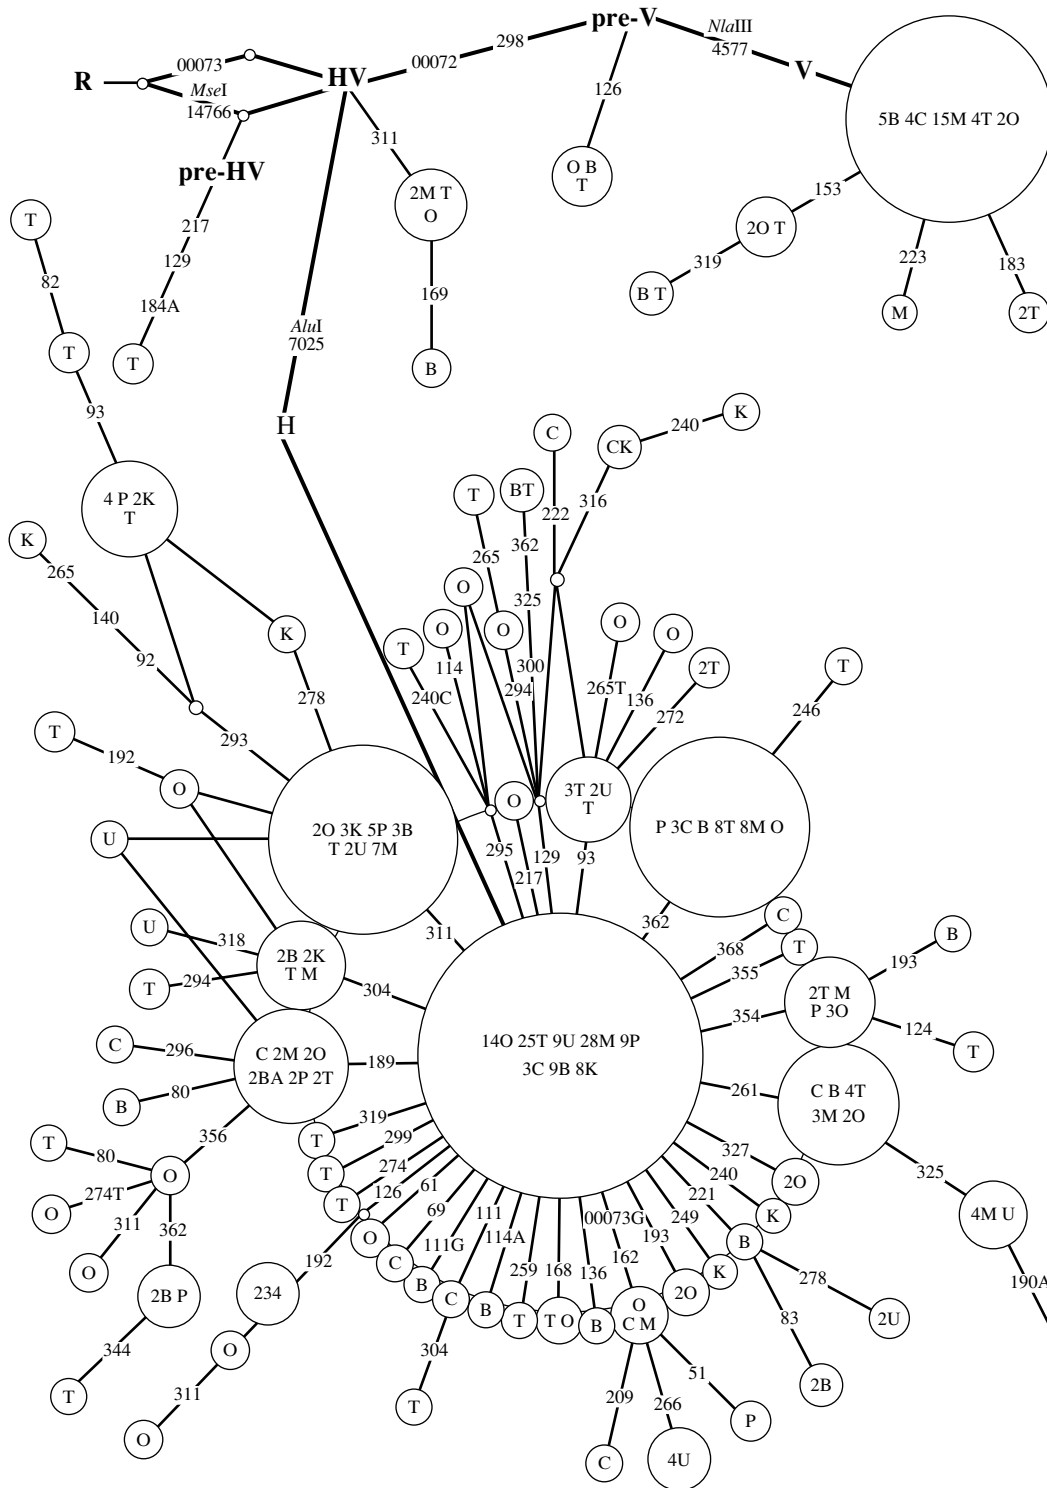 pre-V
NlaIII
4577
298
00072
HV
00073
R
MseI
14766
V
126
311
pre-HV
5B 4C 15M 4T 2O
O B
T
2M T
O
153
2O T
319
B T
223
M
183
2T
T
217
129
184A
T
82
T
169
B
AluI
7025
H
93
4 P 2K
T
K
265
140
92
K
278
293
T
192
O
U
C
CK
240
K
T
BT
222
316
265
362
325
O
O
114
T
240C
O
300
294
O
265T
O
136
2T
272
T
246
2O 3K 5P 3B
T 2U 7M
O
3T 2U
T
P 3C B 8T 8M O
295
217
129
93
362
311
U
318
T
294
2B 2K
T M
304
C
368
T
355
B
193
2T M
P 3O
354
124
T
14O 25T 9U 28M 9P
3C 9B 8K
C
296
C 2M 2O
2BA 2P 2T
189
B
80
261
C B 4T
3M 2O
356
T
80
O
274T
O
311
O
362
2B P
344
T
319
T
299
T
274
T
126
61
O
69
C
111G
B
111
C
114A
B
259
T
168
T O
136
B
00073G
162
O
C M
193
2O
249
K
221
B
240
K
327
2O
325
4M U
190A
192
234
O
311
O
304
T
278
2U
83
2B
51
P
209
C
266
4U